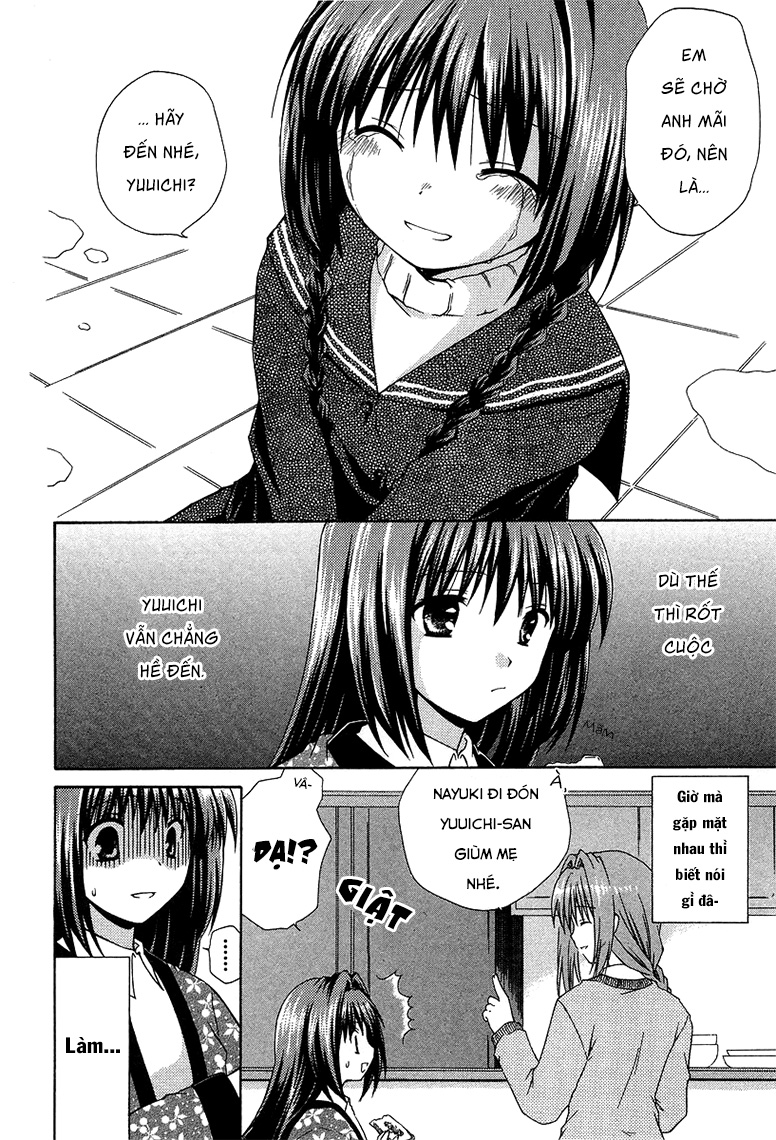 EM
SẼ CHỜ
ANH MÃI
ĐÓ, NÊN
LÀ...
... HÃY
ĐẾN NHÉ,
YUUICHI?
DÙ THẾ
THÌ RỐT
CUỘC
YUUICHI
VẪN CHẲNG
HỀ ĐẾN.
MĂM
Giờ mà
gặp mặt
nhau thì
biết nói
gì đâ-
À,
NAYUKI ĐI ĐÓN
YUUICHI-SAN
GIÙM MẸ
NHÉ.
VÂ-
DẠ!?
GIẬT
....
Làm...